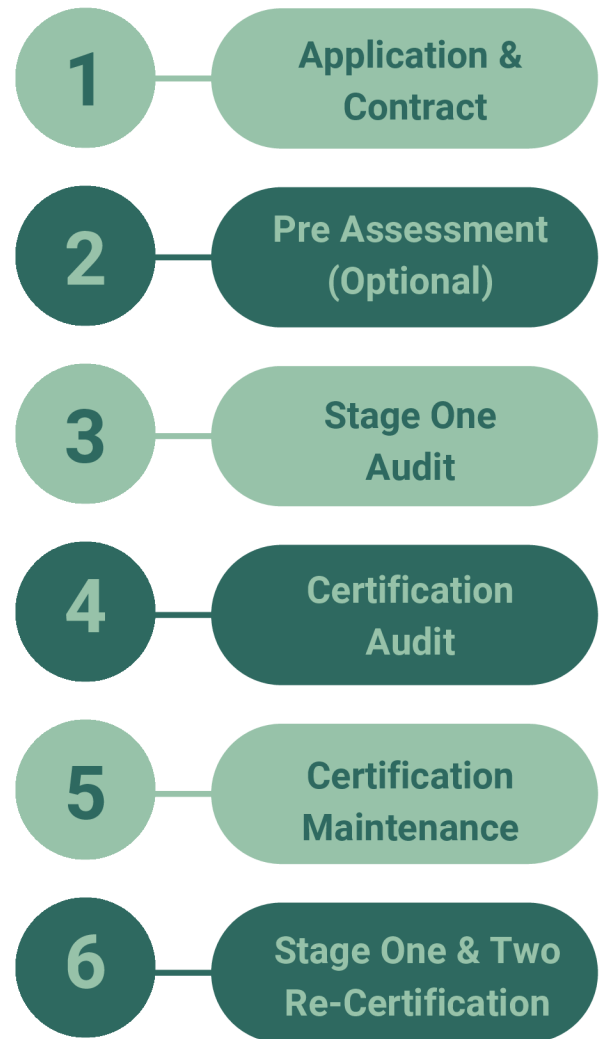 1
Application &
Contract
2
Pre Assessment
(Optional)
3
Stage One
Audit
4
Certification
Audit
5
Certification
Maintenance
6
Stage One & Two
Re-Certification